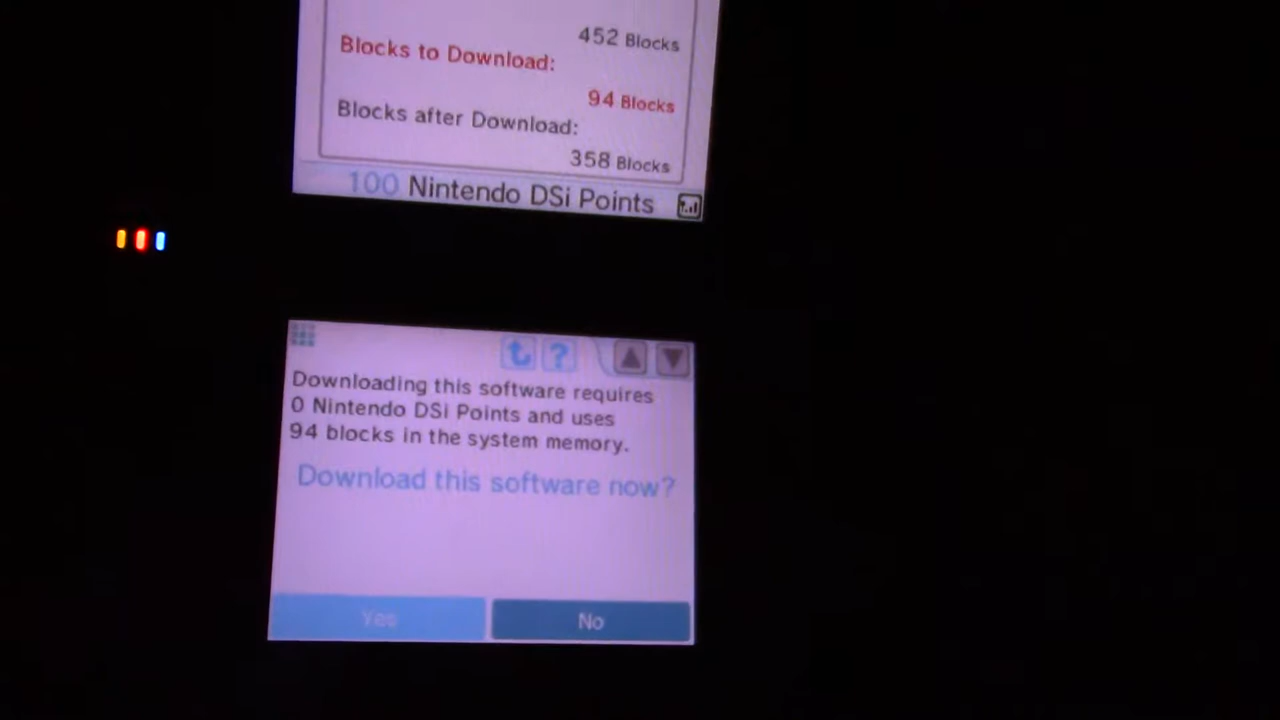 452 Blocks
Blocks to Download:
94 Blocks
Blocks after Download:
358 Blocks
100 Nintendo DSi Points
?
Downloading this software requires
0 Nintendo DSi Points and uses
94 blocks in the system memory.
Download this software now?
Yes
No